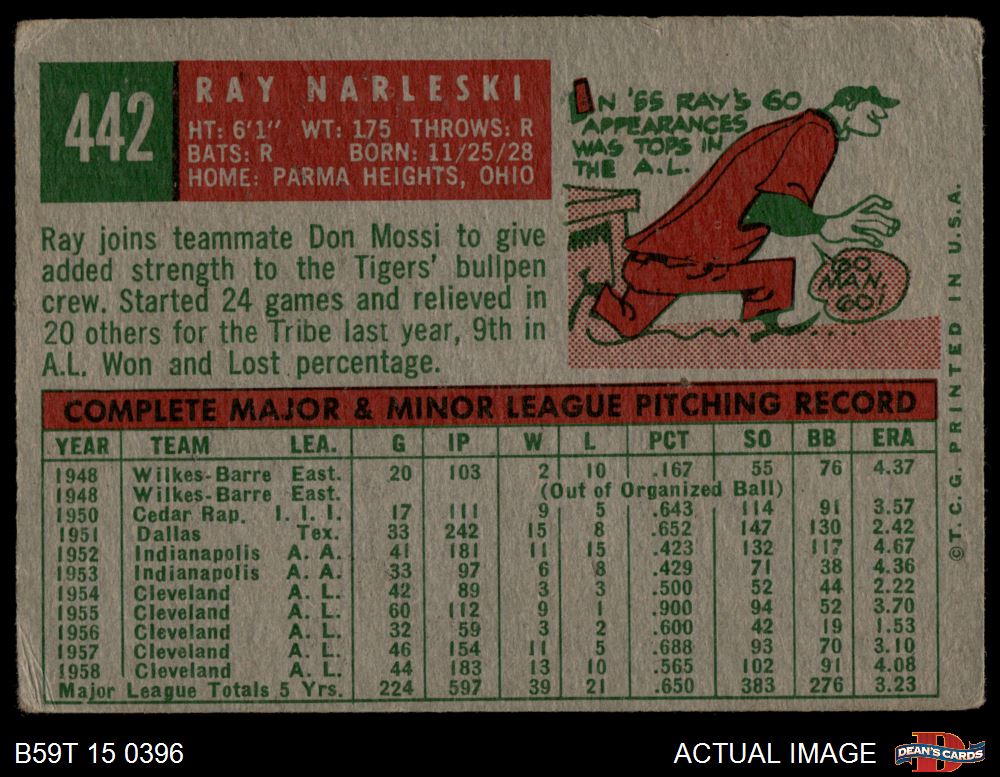 442
RAY NARLESKI
HT: 6'1" WT: 175 THROWS: R
BATS: R BORN: 11/25/28
HOME: PARMA HEIGHTS, OHIO
IN '55 RAY'S 60
APPEARANCES
WAS TOPS IN
THE A.L.
GO,
MAN,
GO!
Ray joins teammate Don Mossi to give
added strength to the Tigers' bullpen
crew. Started 24 games and relieved in
20 others for the Tribe last year, 9th in
A.L. Won and Lost percentage.
COMPLETE MAJOR & MINOR LEAGUE PITCHING RECORD
YEAR TEAM LEA. G IP W L PCT SO BB ERA
1948 Wilkes-Barre East. 20 103 2 10 .167 55 76 4.37
1948 Wilkes-Barre East. (Out of Organized Ball)
1950 Cedar Rap. I. I. I. 17 111 9 5 .643 114 91 3.57
1951 Dallas Tex. 33 242 15 8 .652 147 130 2.42
1952 Indianapolis A. A. 41 181 11 15 .423 132 117 4.67
1953 Indianapolis A. A. 33 97 6 8 .429 71 38 4.36
1954 Cleveland A. L. 42 89 3 3 .500 52 44 2.22
1955 Cleveland A. L. 60 112 9 1 .900 94 52 3.70
1956 Cleveland A. L. 32 59 3 2 .600 42 19 1.53
1957 Cleveland A. L. 46 154 11 5 .688 93 70 3.10
1958 Cleveland A. L. 44 183 13 10 .565 102 91 4.08
Major League Totals 5 Yrs. 224 597 39 21 .650 383 276 3.23
©T.C.G. PRINTED IN U.S.A.
B59T 15 0396
ACTUAL IMAGE
DEAN'S CARDS